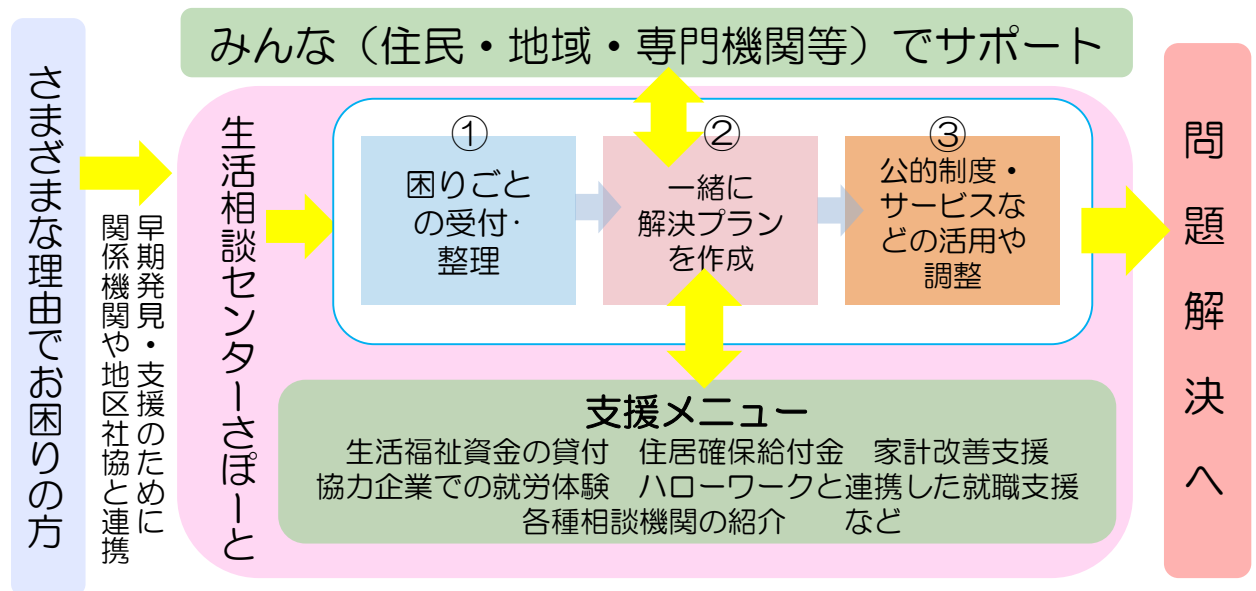 みんな（住民・地域・専門機関等）でサポート
さまざまな理由でお困りの方
早期発見・支援のために
関係機関や地区社協と連携
生活相談センターさぽーと
①
困りごと
の受付・
整理
②
一緒に
解決プラン
を作成
③
公的制度・
サービスな
どの活用や
調整
支援メニュー
生活福祉資金の貸付　住居確保給付金　家計改善支援
協力企業での就労体験　ハローワークと連携した就職支援
各種相談機関の紹介　　など
問題解決へ